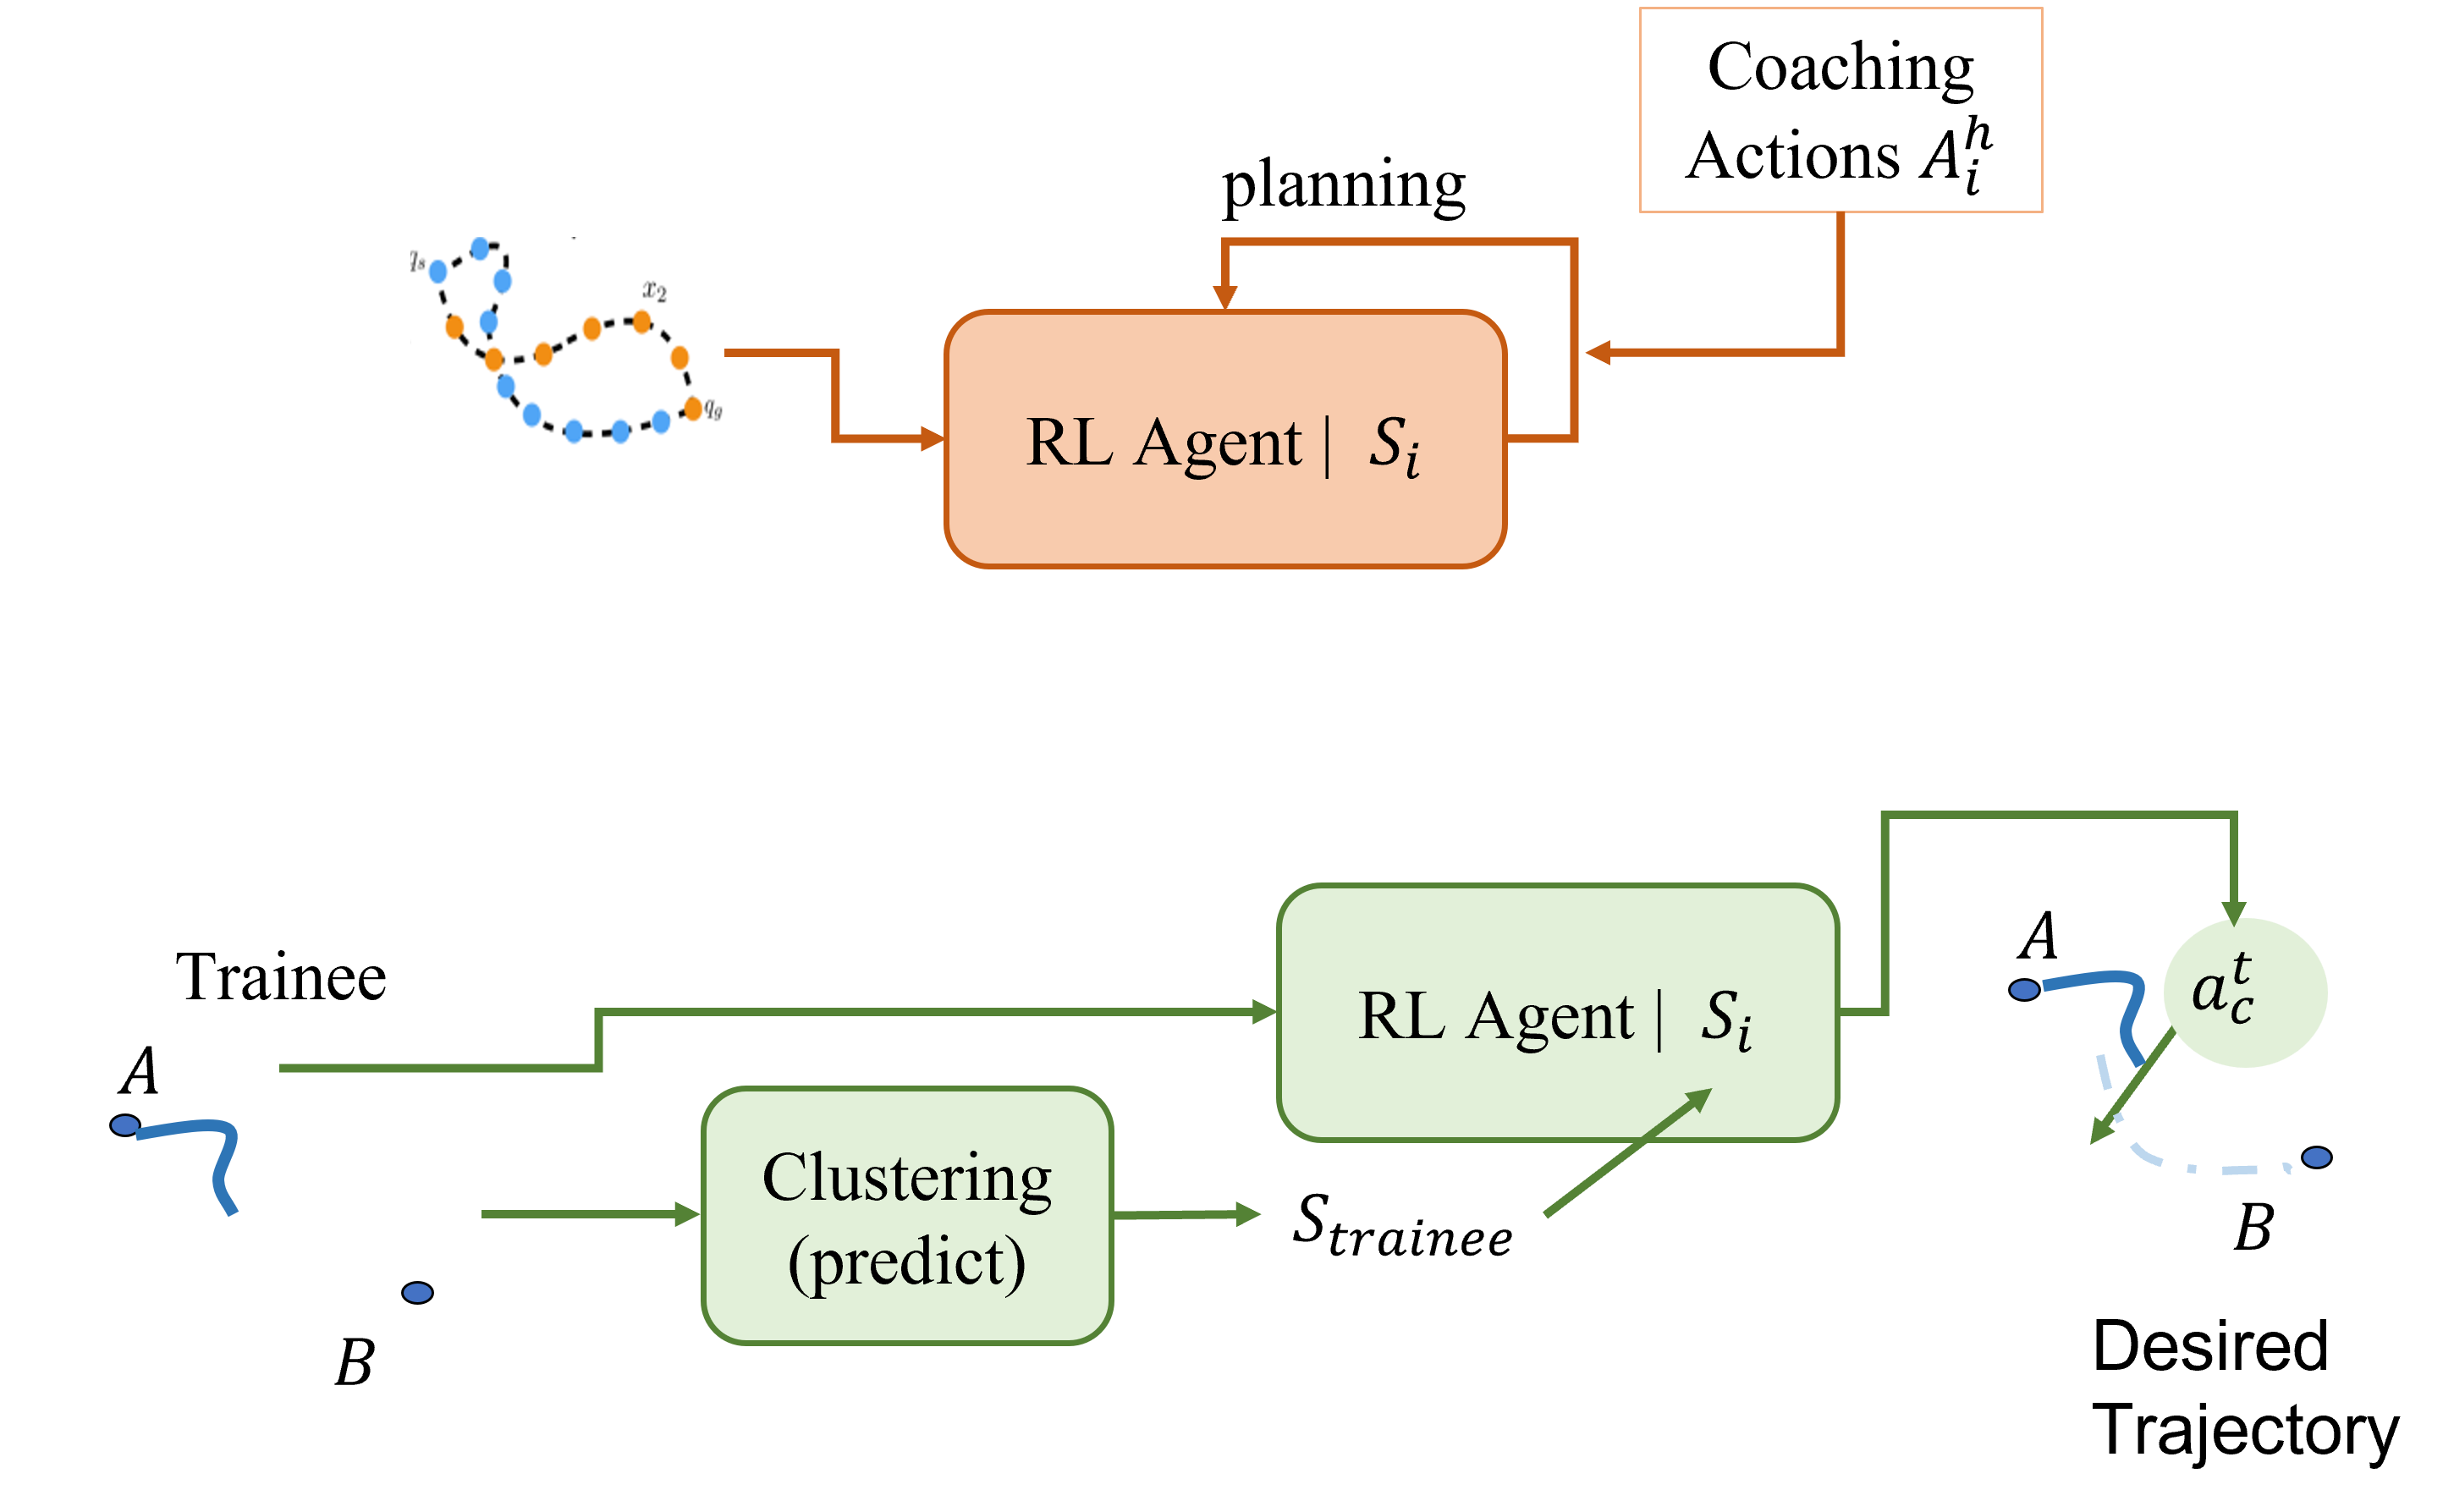 Coaching
Actions $A_i^h$
planning
$q_s$
$x_2$
$q_g$
RL Agent | $S_i$
Trainee
A
B
Clustering
(predict)
$S_{trainee}$
RL Agent | $S_i$
A
$a_c^t$
B
Desired
Trajectory